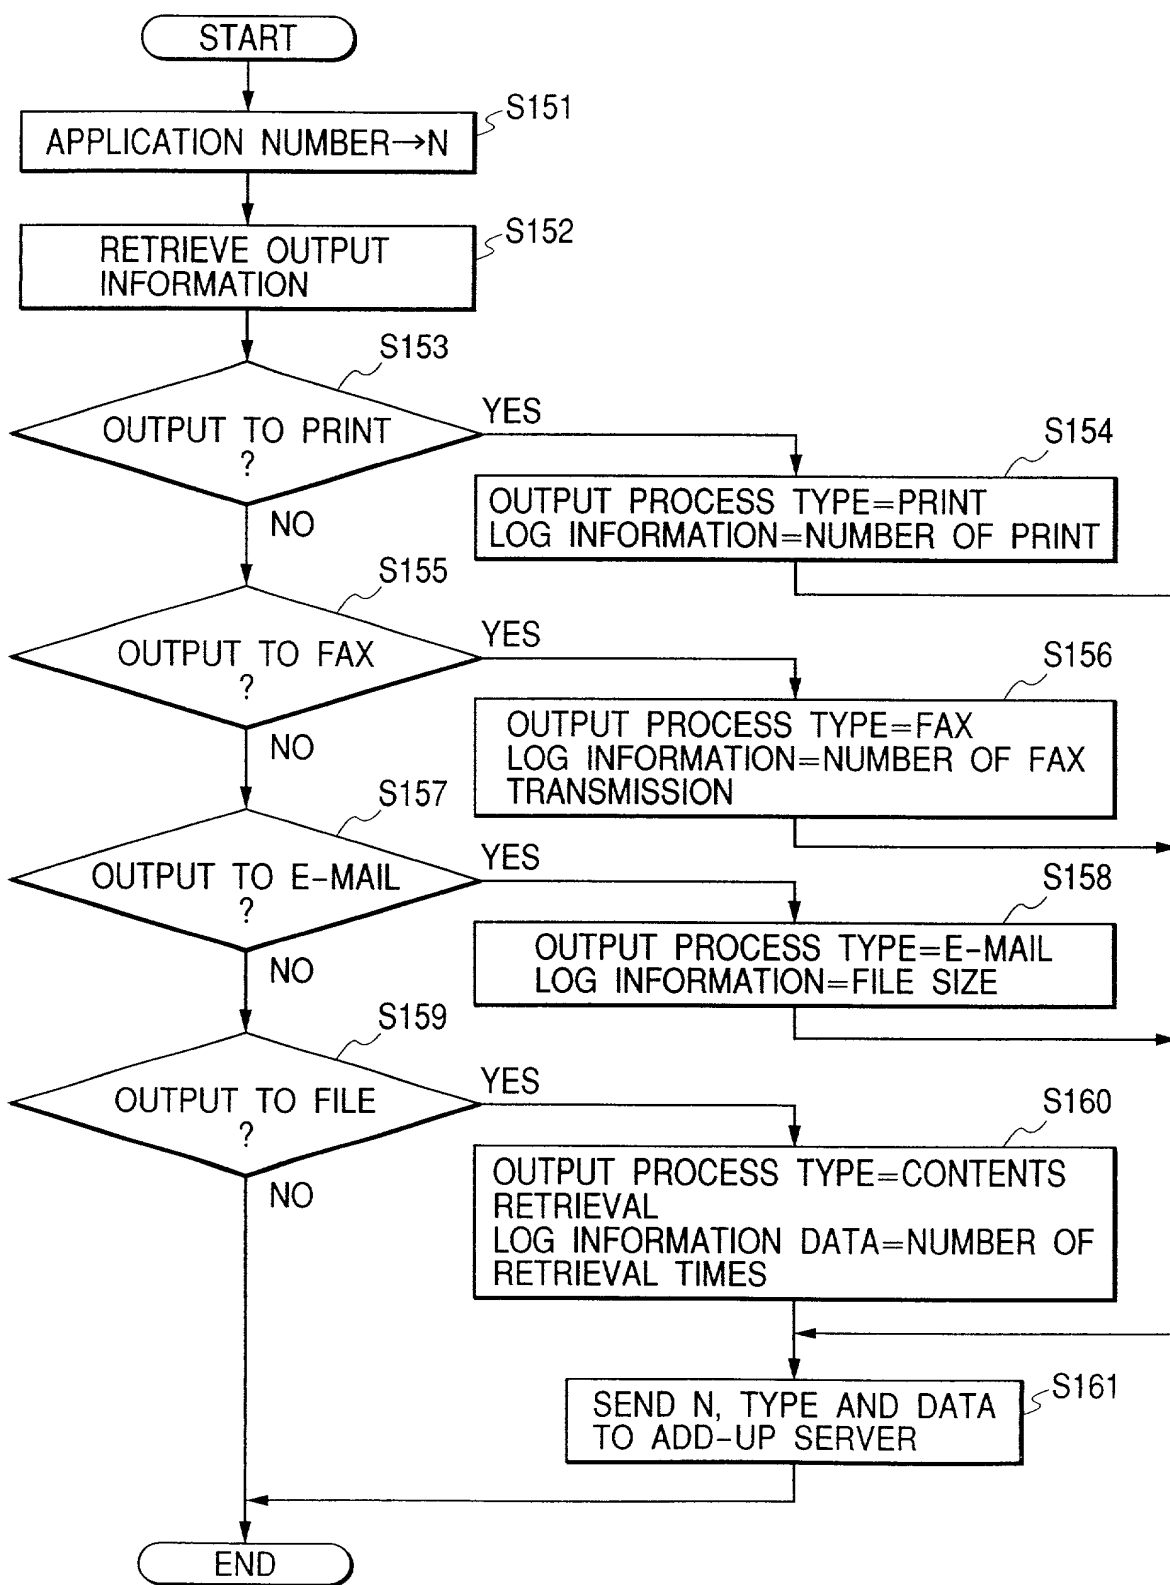 START
S151
APPLICATION NUMBER→N
S152
RETRIEVE OUTPUT
INFORMATION
S153
OUTPUT TO PRINT
?
YES
NO
S154
OUTPUT PROCESS TYPE=PRINT
LOG INFORMATION=NUMBER OF PRINT
S155
OUTPUT TO FAX
?
YES
NO
S156
OUTPUT PROCESS TYPE=FAX
LOG INFORMATION=NUMBER OF FAX
TRANSMISSION
S157
OUTPUT TO E-MAIL
?
YES
NO
S158
OUTPUT PROCESS TYPE=E-MAIL
LOG INFORMATION=FILE SIZE
S159
OUTPUT TO FILE
?
YES
NO
S160
OUTPUT PROCESS TYPE=CONTENTS
RETRIEVAL
LOG INFORMATION DATA=NUMBER OF
RETRIEVAL TIMES
S161
SEND N, TYPE AND DATA
TO ADD-UP SERVER
END